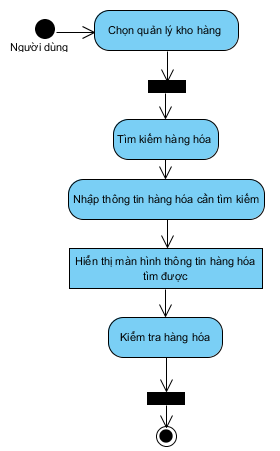 Chọn quản lý kho hàng
Người dùng
Tìm kiếm hàng hóa
Nhập thông tin hàng hóa cần tìm kiếm
Hiển thị màn hình thông tin hàng hóa
tìm được
Kiểm tra hàng hóa